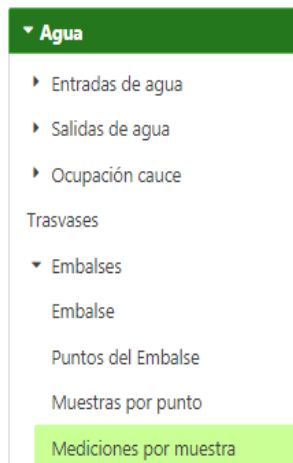 Agua
Entradas de agua
Salidas de agua
Ocupación cauce
Trasvases
Embalses
Embalse
Puntos del Embalse
Muestras por punto
Mediciones por muestra